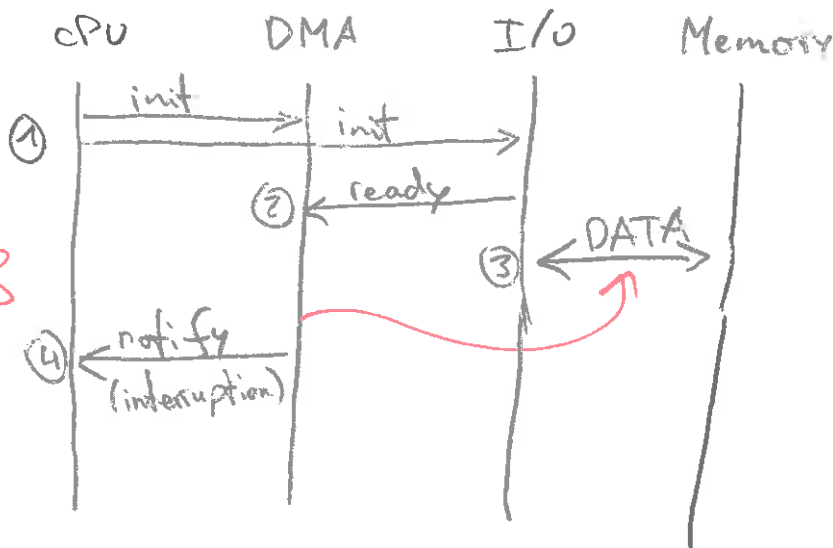 CPU DMA I/O Memory
init
① init
② ready
③ DATA
④ notify
(interruption)